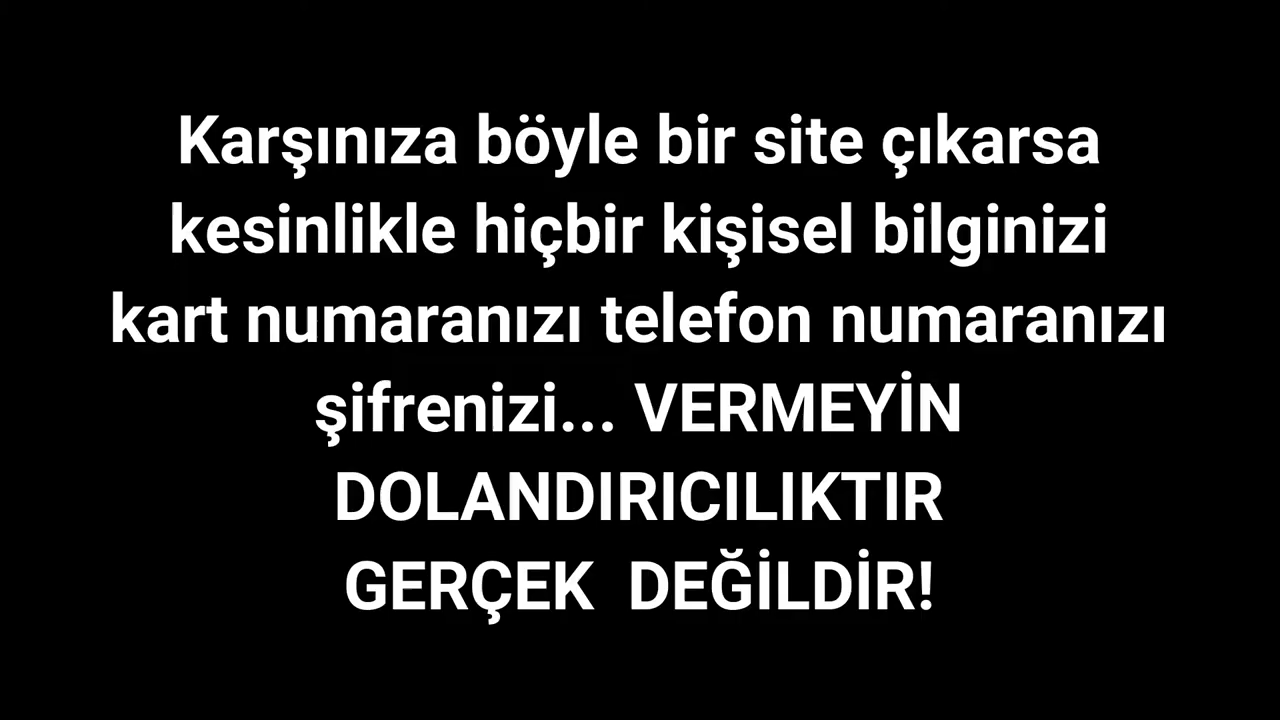 Karşınıza böyle bir site çıkarsa
kesinlikle hiçbir kişisel bilginizi
kart numaranızı telefon numaranızı
şifrenizi... VERMEYİN
DOLANDIRICILIKTIR
GERÇEK  DEĞİLDİR!